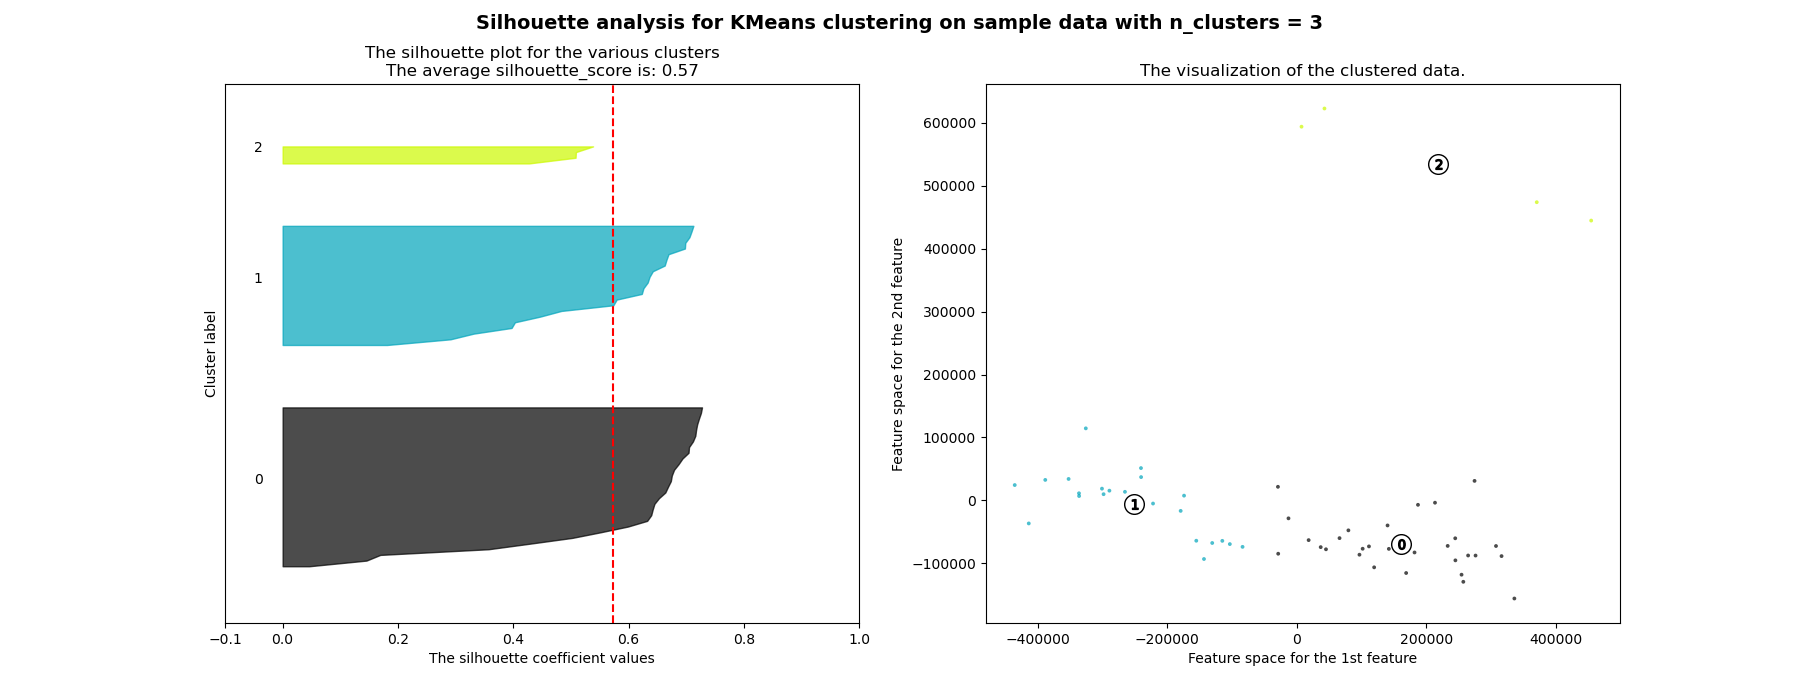 Silhouette analysis for KMeans clustering on sample data with n_clusters = 3
The silhouette plot for the various clusters
The average silhouette_score is: 0.57
2
1
0
Cluster label
−0.1 0.0 0.2 0.4 0.6 0.8 1.0
The silhouette coefficient values
The visualization of the clustered data.
600000
500000
400000
300000
200000
100000
0
−100000
Feature space for the 2nd feature
2
1
0
−400000 −200000 0 200000 400000
Feature space for the 1st feature